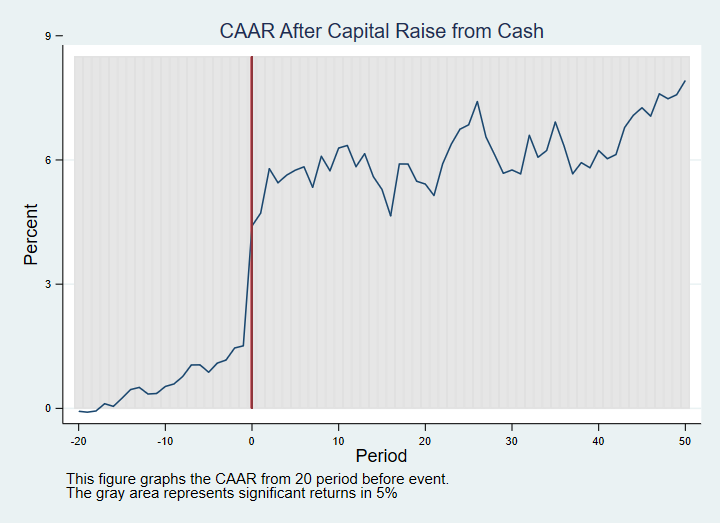 CAAR After Capital Raise from Cash
9
6
3
0
Percent
-20 -10 0 10 20 30 40 50
Period
This figure graphs the CAAR from 20 period before event.
The gray area represents significant returns in 5%